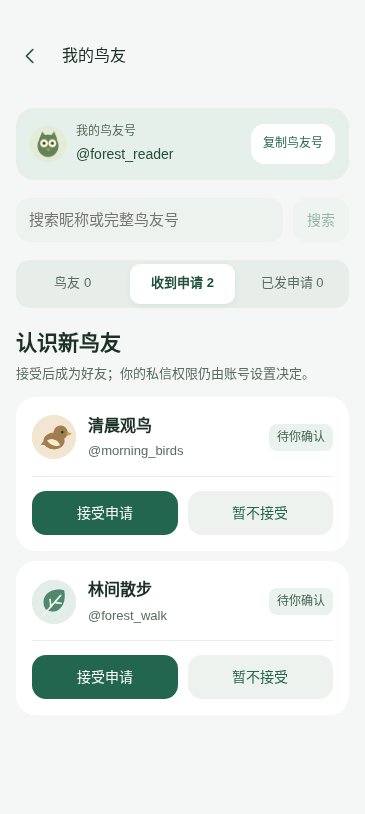 我的鸟友
我的鸟友号
@forest_reader
复制鸟友号
搜索昵称或完整鸟友号
搜索
鸟友 0
收到申请 2
已发申请 0
认识新鸟友
接受后成为好友；你的私信权限仍由账号设置决定。
清晨观鸟
@morning_birds
待你确认
接受申请
暂不接受
林间散步
@forest_walk
待你确认
接受申请
暂不接受